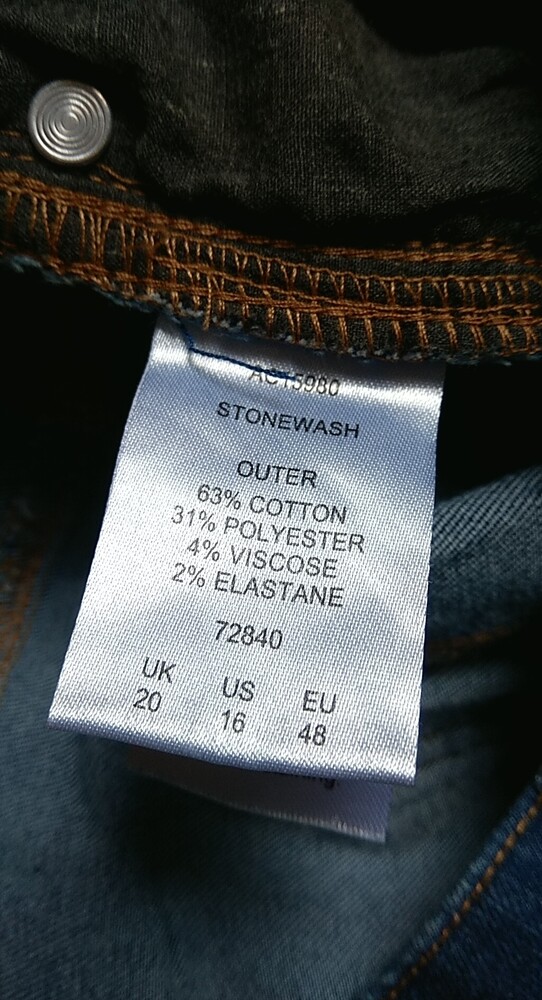 AC15980
STONEWASH
OUTER
63% COTTON
31% POLYESTER
4% VISCOSE
2% ELASTANE
72840
UK US EU
20 16 48